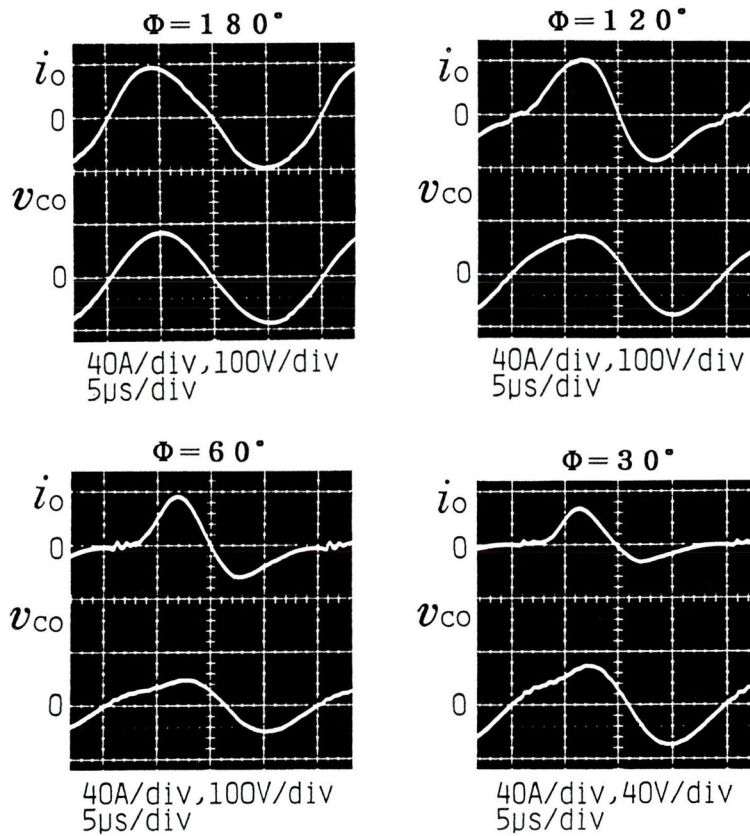 Φ=180°
io
0
vco
0
40A/div,100V/div
5µs/div
Φ=120°
io
0
vco
0
40A/div,100V/div
5µs/div
Φ=60°
io
0
vco
0
40A/div,100V/div
5µs/div
Φ=30°
io
0
vco
0
40A/div,40V/div
5µs/div